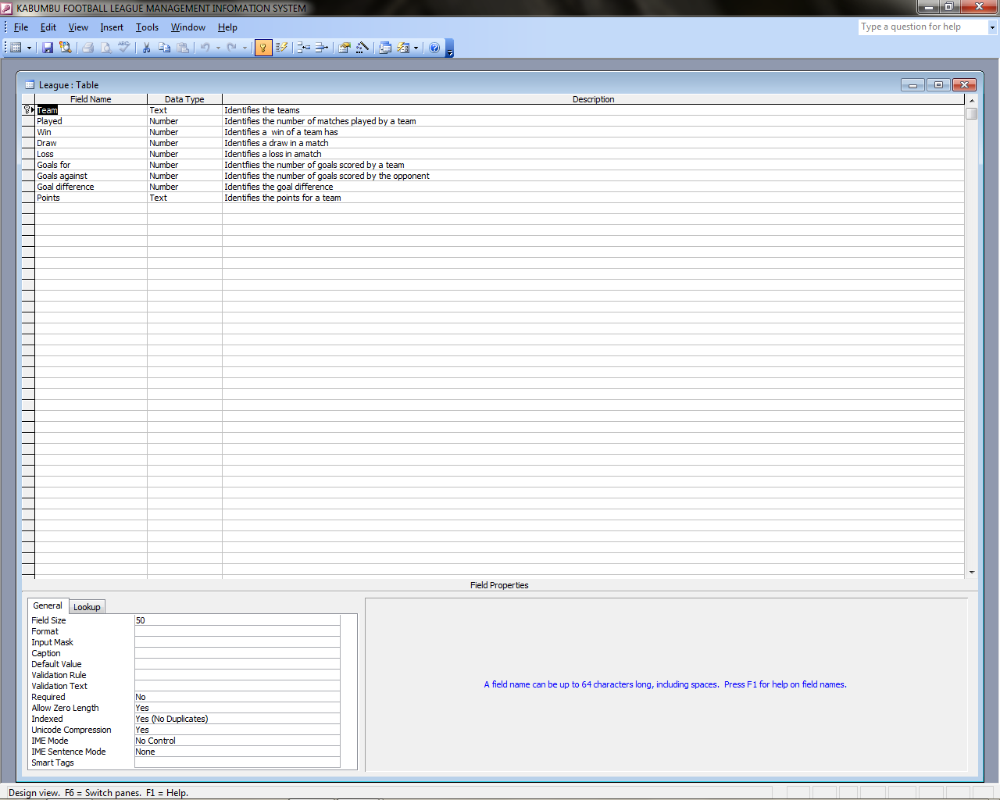 KABUMBU FOOTBALL LEAGUE MANAGEMENT INFOMATION SYSTEM
File Edit View Insert Tools Window Help
Type a question for help
League : Table
Field Name Data Type Description
Team Text Identifies the teams
Played Number Identifies the number of matches played by a team
Win Number Identifies a  win of a team has
Draw Number Identifies a draw in a match
Loss Number Identifies a loss in amatch
Goals for Number Identfiies the number of goals scored by a team
Goals against Number Identifies the number of goals scored by the opponent
Goal difference Number Identifies the goal difference
Points Text Identifies the points for a team
Field Properties
General Lookup
Field Size 50
Format
Input Mask
Caption
Default Value
Validation Rule
Validation Text
Required No
Allow Zero Length Yes
Indexed Yes (No Duplicates)
Unicode Compression Yes
IME Mode No Control
IME Sentence Mode None
Smart Tags
A field name can be up to 64 characters long, including spaces.  Press F1 for help on field names.
Design view.  F6 = Switch panes.  F1 = Help.